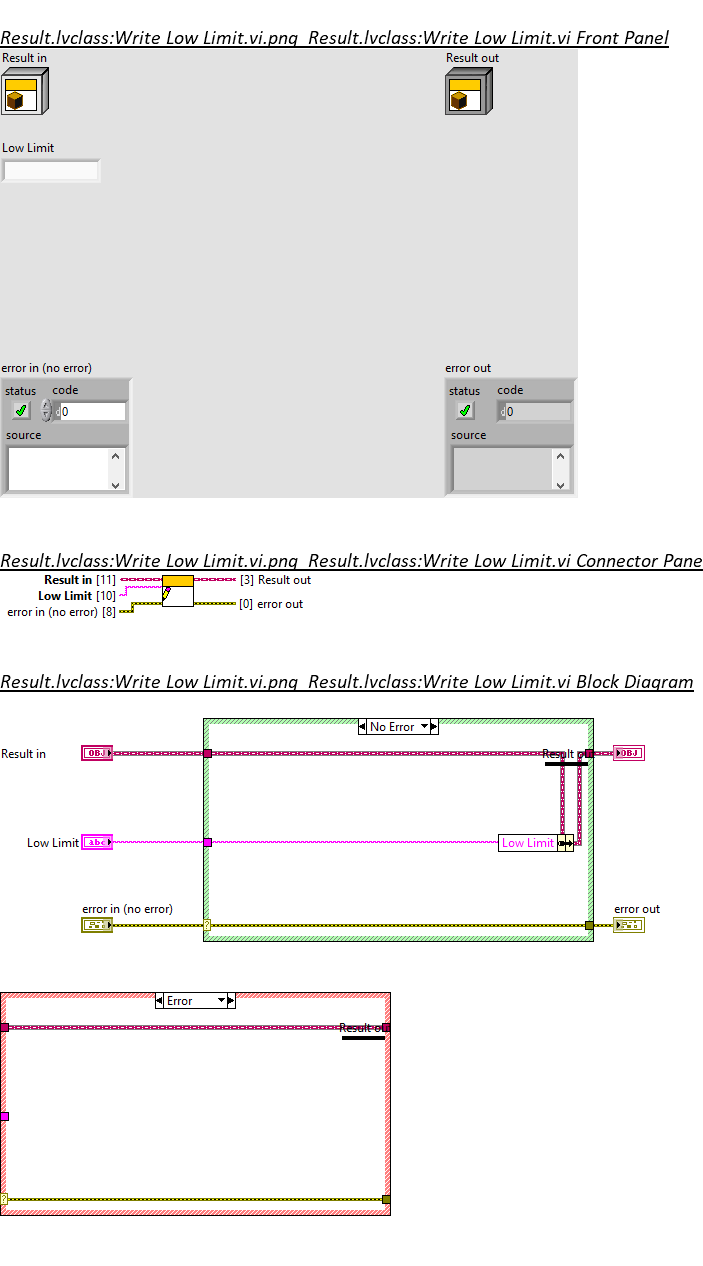 Result.lvclass:Write Low Limit.vi.png  Result.lvclass:Write Low Limit.vi Front Panel
Result in
Result out
Low Limit
error in (no error)
error out
status
code
status
code
d 0
d 0
source
source
Result.lvclass:Write Low Limit.vi.png  Result.lvclass:Write Low Limit.vi Connector Pane
Result in [11]
[3] Result out
Low Limit [10]
error in (no error) [8]
[0] error out
Result.lvclass:Write Low Limit.vi.png  Result.lvclass:Write Low Limit.vi Block Diagram
No Error
Result in
OBJ
Result
OBJ
Low Limit
abc
Low Limit
error in (no error)
error out
?
Error
Result
?